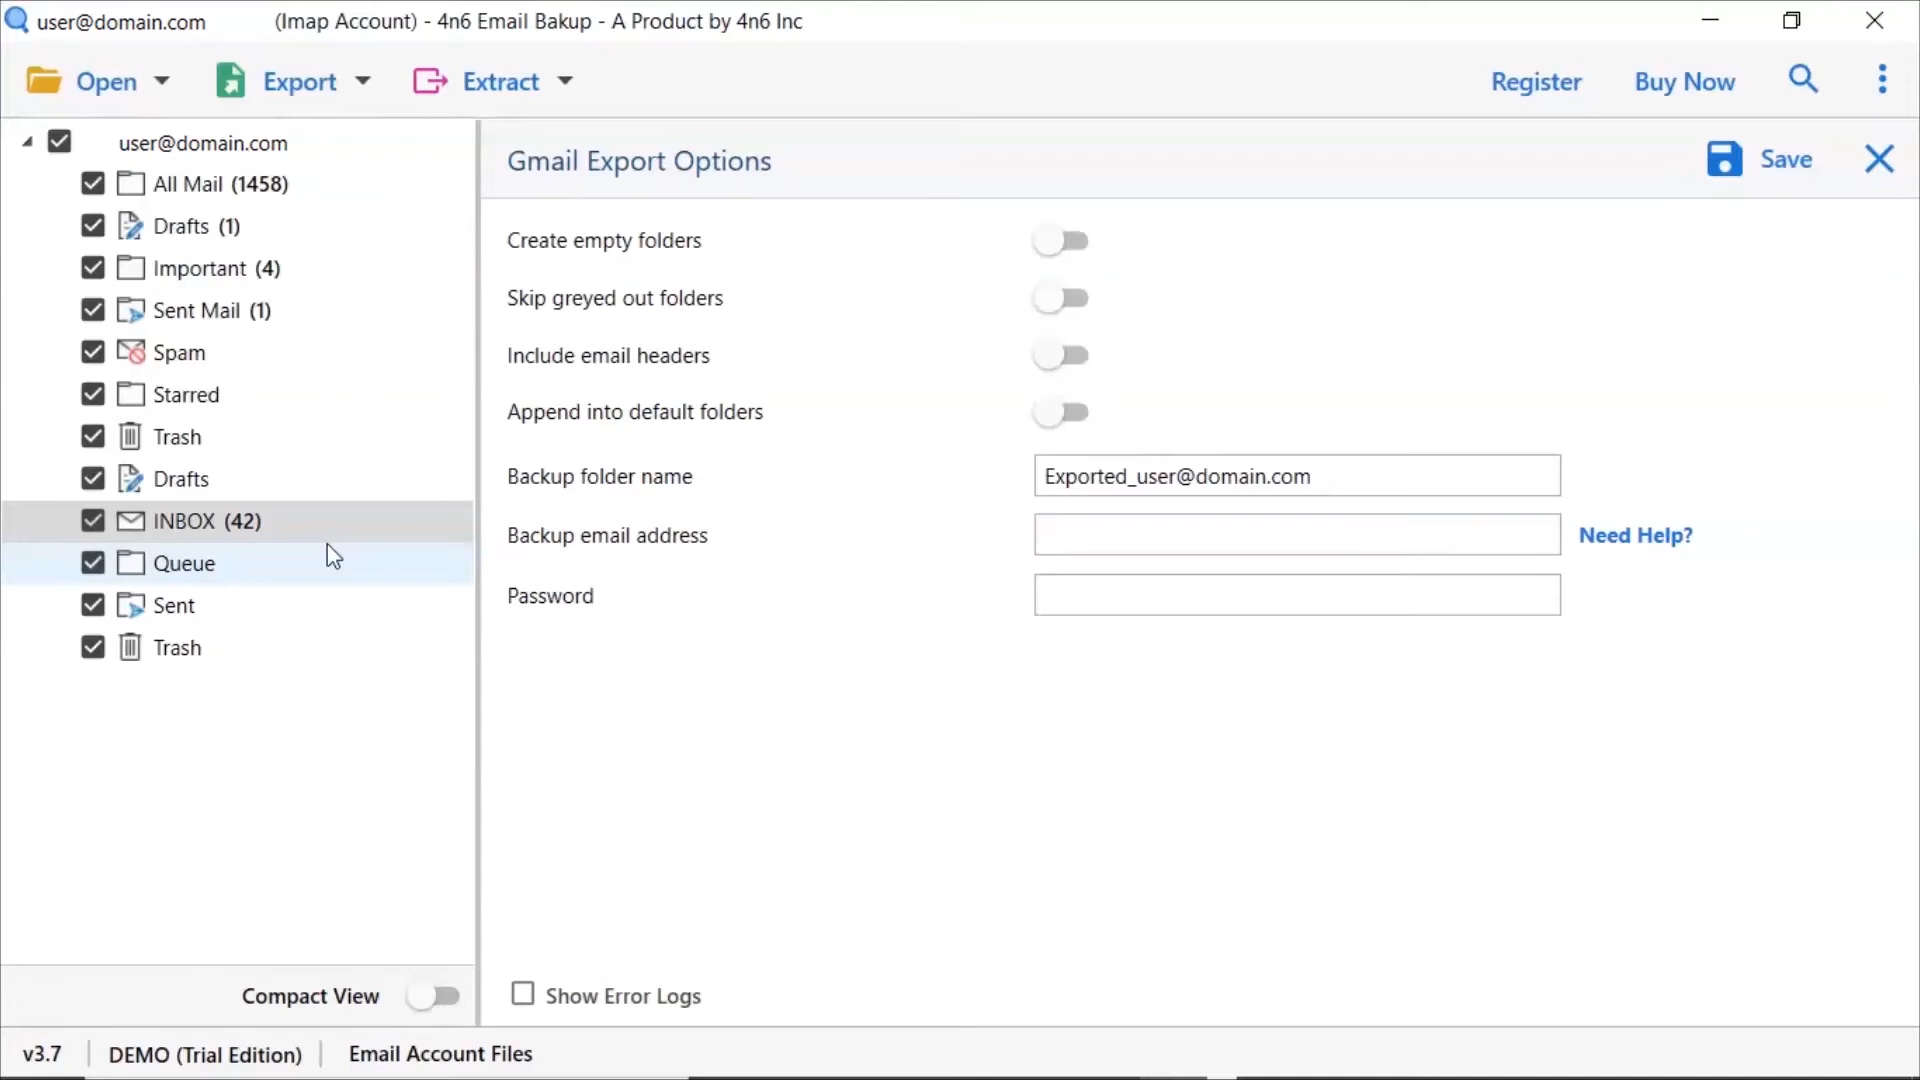 user@domain.com (Imap Account) - 4n6 Email Bakup - A Product by 4n6 Inc
Open Export Extract Register Buy Now
user@domain.com
All Mail (1458)
Drafts (1)
Important (4)
Sent Mail (1)
Spam
Starred
Trash
Drafts
INBOX (42)
Queue
Sent
Trash
Compact View
Gmail Export Options Save
Create empty folders
Skip greyed out folders
Include email headers
Append into default folders
Backup folder name Exported_user@domain.com
Backup email address Need Help?
Password
Show Error Logs
v3.7 DEMO (Trial Edition) Email Account Files